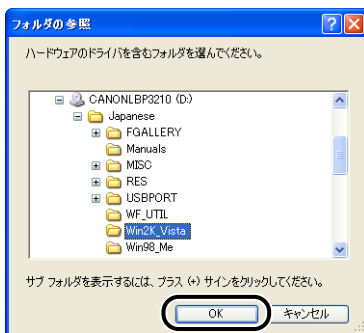 フォルダの参照
ハードウェアのドライバを含むフォルダを選んでください。
CANONLBP3210 (D:)
Japanese
FGALLERY
Manuals
MISC
RES
USBPORT
WF_UTIL
Win2K_Vista
Win98_Me
サブ フォルダを表示するには、プラス (+) サインをクリックしてください。
OK キャンセル